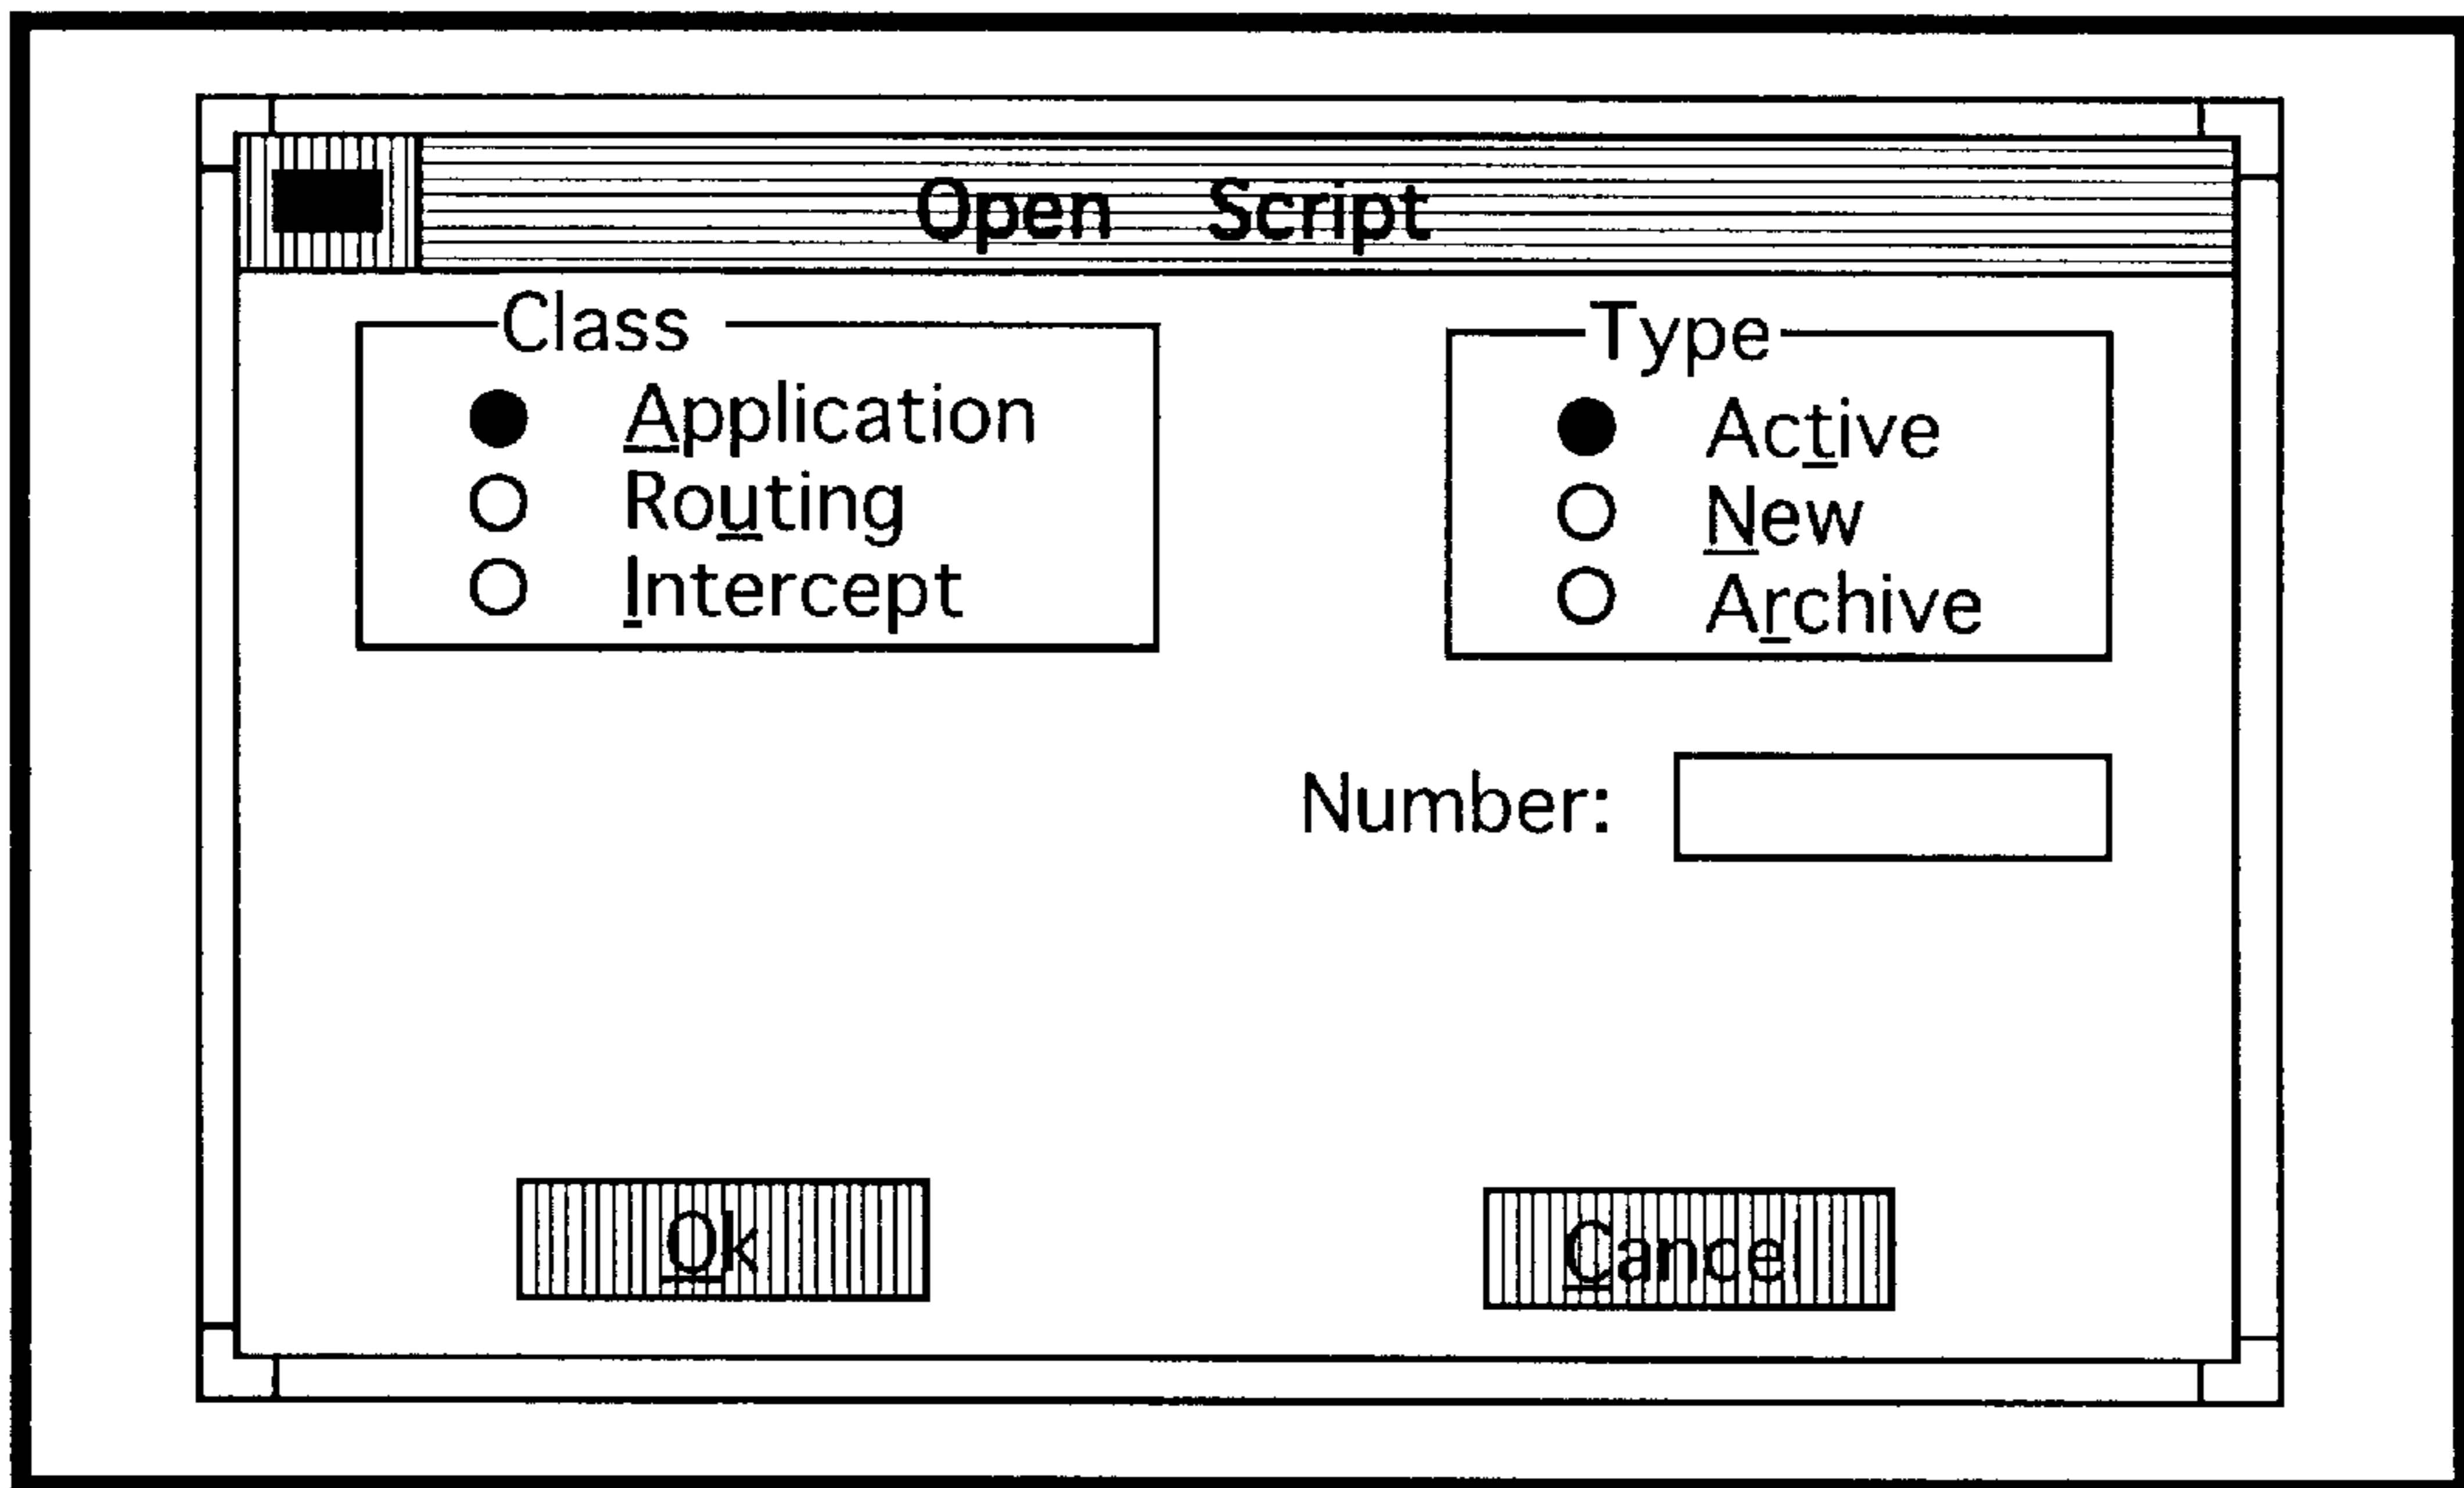 Open Script
Class
Application
Routing
Intercept
Type
Active
New
Archive
Number:
Ok
Cancel